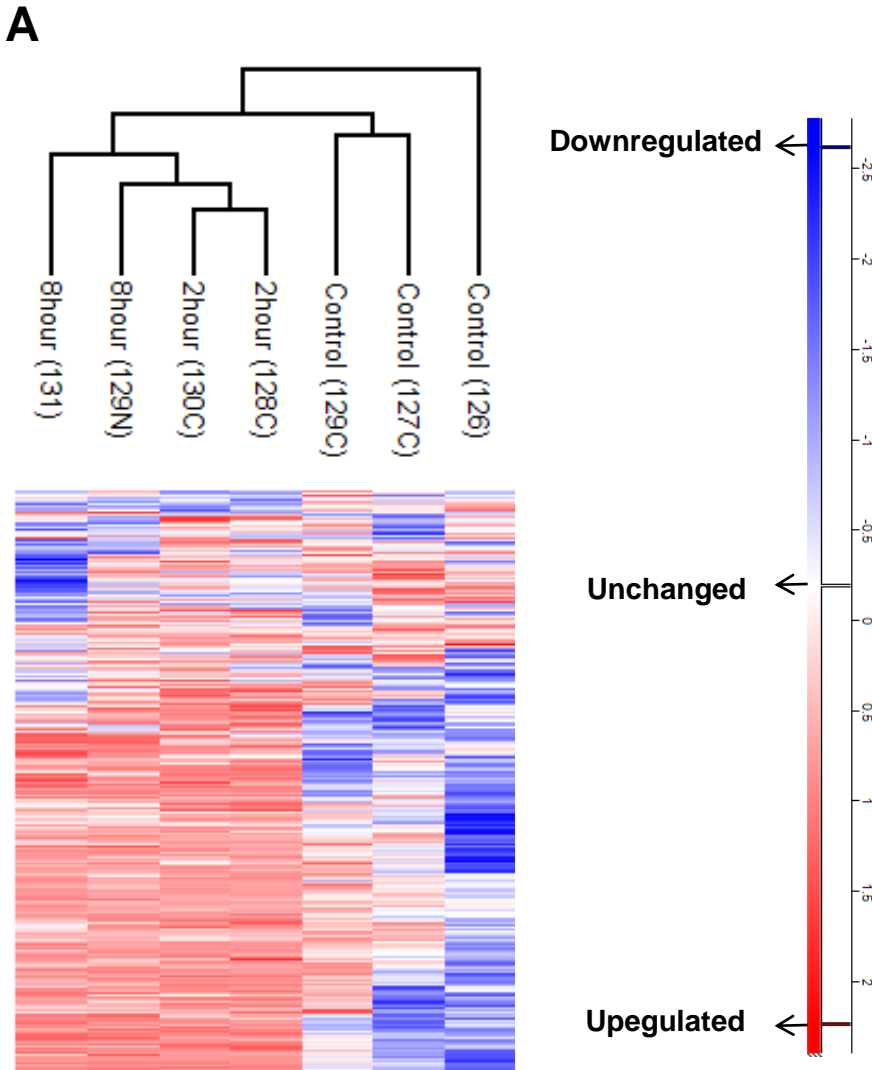 A
8hour (131)
8hour (129N)
2hour (130C)
2hour (128C)
Control (129C)
Control (127C)
Control (126)
Downregulated
Unchanged
Upegulated
-2.5
-2
-1.5
-1
-0.5
0
0.5
1
1.5
2